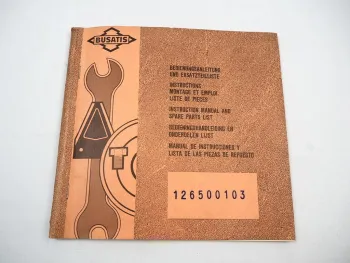 BUSATIS
BEDIENUNGSANLEITUNG
UND ERSATZTEILLISTE
INSTRUCTIONS
MONTAGE ET EMPLOI
LISTE DE PIECES
INSTRUCTION MANUAL AND
SPARE PARTS LIST
BEDIENINGSHANDLEIDING EN
ONDERDELEN LIJST
MANUAL DE INSTRUCCIONES Y
LISTA DE LAS PIEZAS DE REPUESTO
126500103